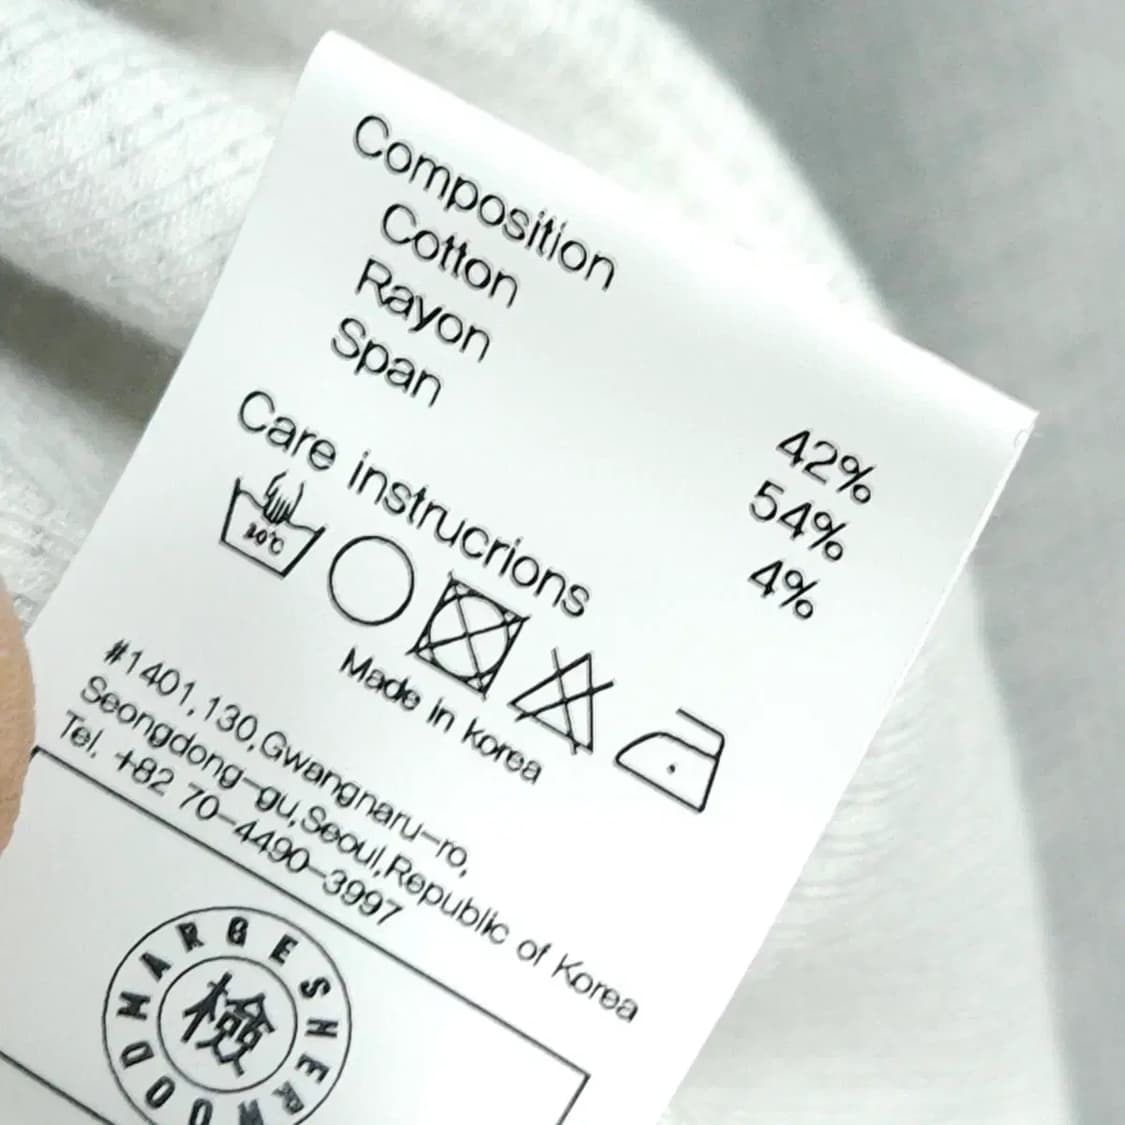 Composition
Cotton 42%
Rayon 54%
Span 4%
Care instrucrions
30℃
Made in Korea
#1401,130,Gwangnaru-ro,
Seongdong-gu,Seoul,Republic of Korea
Tel. +82 70-4490-3997
MARGESHERWOOD
檢